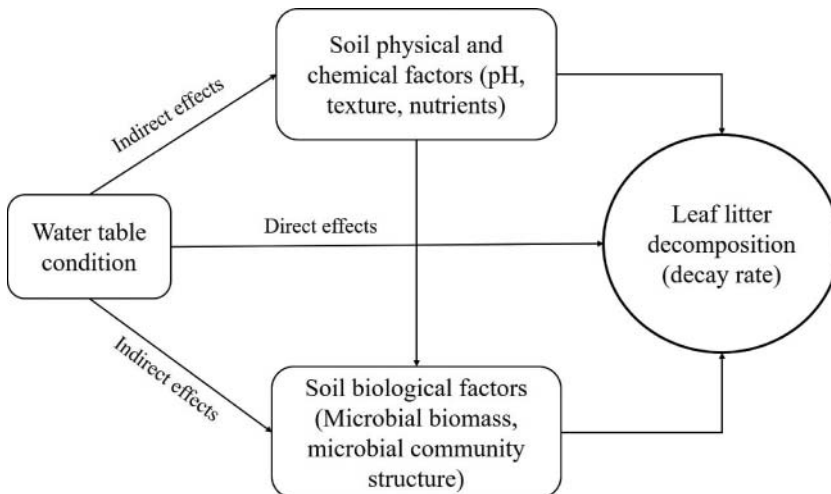 Soil physical and
chemical factors (pH,
texture, nutrients)
Indirect effects
Water table
condition
Direct effects
Leaf litter
decomposition
(decay rate)
Indirect effects
Soil biological factors
(Microbial biomass,
microbial community
structure)